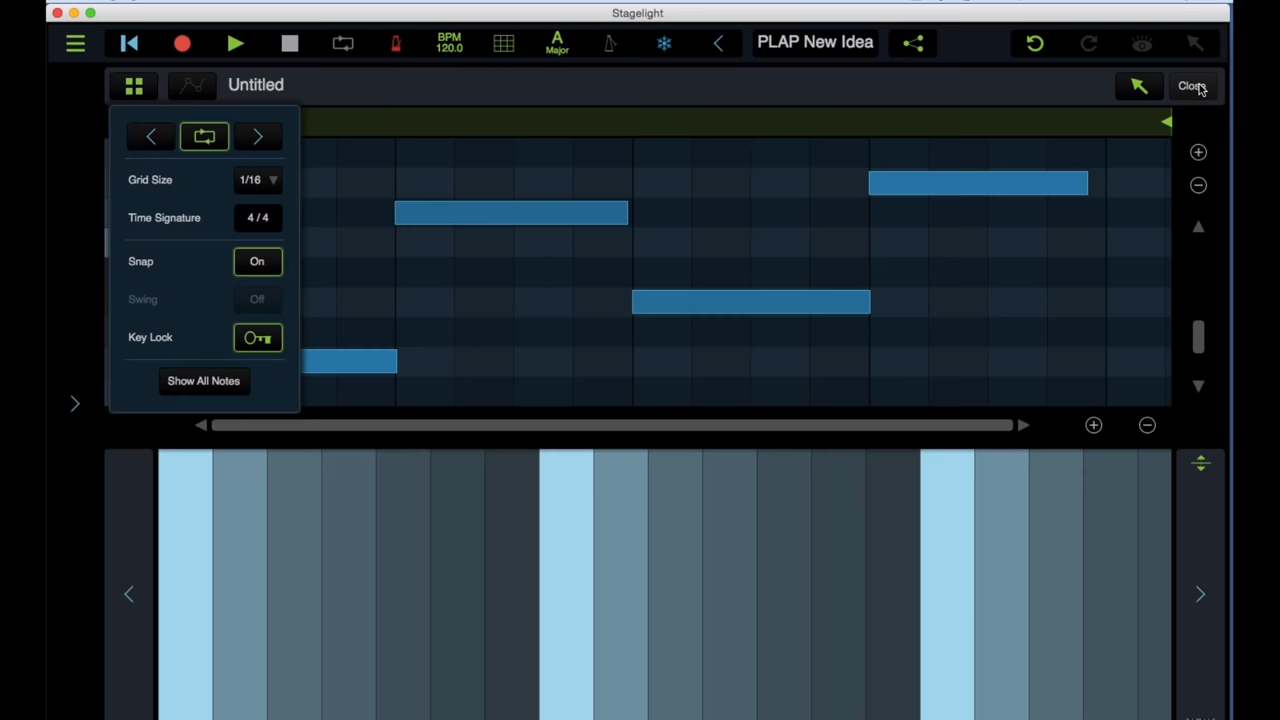 Stagelight
BPM
120.0
A
Major
PLAP New Idea
Untitled
Close
Grid Size
1/16
Time Signature
4 / 4
Snap
On
Swing
Off
Key Lock
Show All Notes